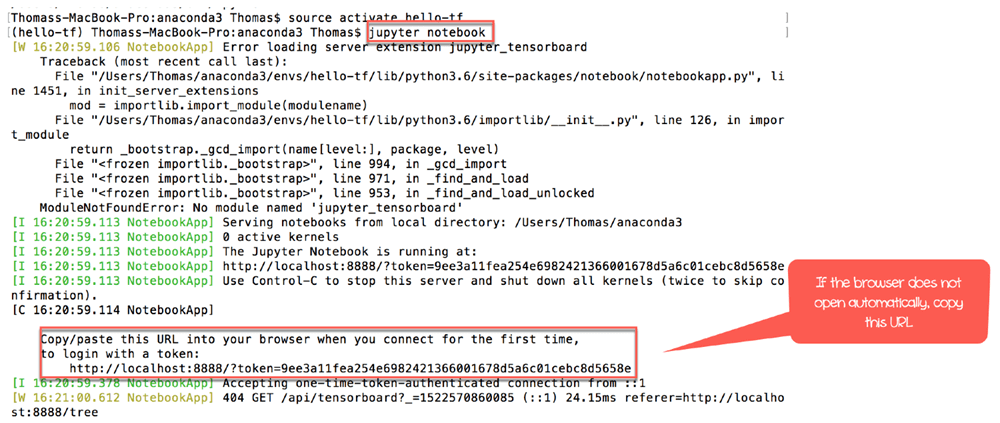 Thomass-MacBook-Pro:anaconda3 Thomas$ source activate hello-tf
(hello-tf) Thomass-MacBook-Pro:anaconda3 Thomas$ jupyter notebook
[W 16:20:59.106 NotebookApp] Error loading server extension jupyter_tensorboard
Traceback (most recent call last):
File "/Users/Thomas/anaconda3/envs/hello-tf/lib/python3.6/site-packages/notebook/notebookapp.py", li
ne 1451, in init_server_extensions
mod = importlib.import_module(modulename)
File "/Users/Thomas/anaconda3/envs/hello-tf/lib/python3.6/importlib/__init__.py", line 126, in impor
t_module
return _bootstrap._gcd_import(name[level:], package, level)
File "<frozen importlib._bootstrap>", line 994, in _gcd_import
File "<frozen importlib._bootstrap>", line 971, in _find_and_load
File "<frozen importlib._bootstrap>", line 953, in _find_and_load_unlocked
ModuleNotFoundError: No module named 'jupyter_tensorboard'
[I 16:20:59.113 NotebookApp] Serving notebooks from local directory: /Users/Thomas/anaconda3
[I 16:20:59.113 NotebookApp] 0 active kernels
[I 16:20:59.113 NotebookApp] The Jupyter Notebook is running at:
[I 16:20:59.113 NotebookApp] http://localhost:8888/?token=9ee3a11fea254e6982421366001678d5a6c01cebc8d5658e
[I 16:20:59.113 NotebookApp] Use Control-C to stop this server and shut down all kernels (twice to skip co
nfirmation).
[C 16:20:59.114 NotebookApp]
Copy/paste this URL into your browser when you connect for the first time,
to login with a token:
http://localhost:8888/?token=9ee3a11fea254e6982421366001678d5a6c01cebc8d5658e
[I 16:20:59.378 NotebookApp] Accepting one-time-token-authenticated connection from ::1
[W 16:21:00.612 NotebookApp] 404 GET /api/tensorboard?_=1522570860085 (::1) 24.15ms referer=http://localho
st:8888/tree
If the browser does not
open automatically, copy
this URL